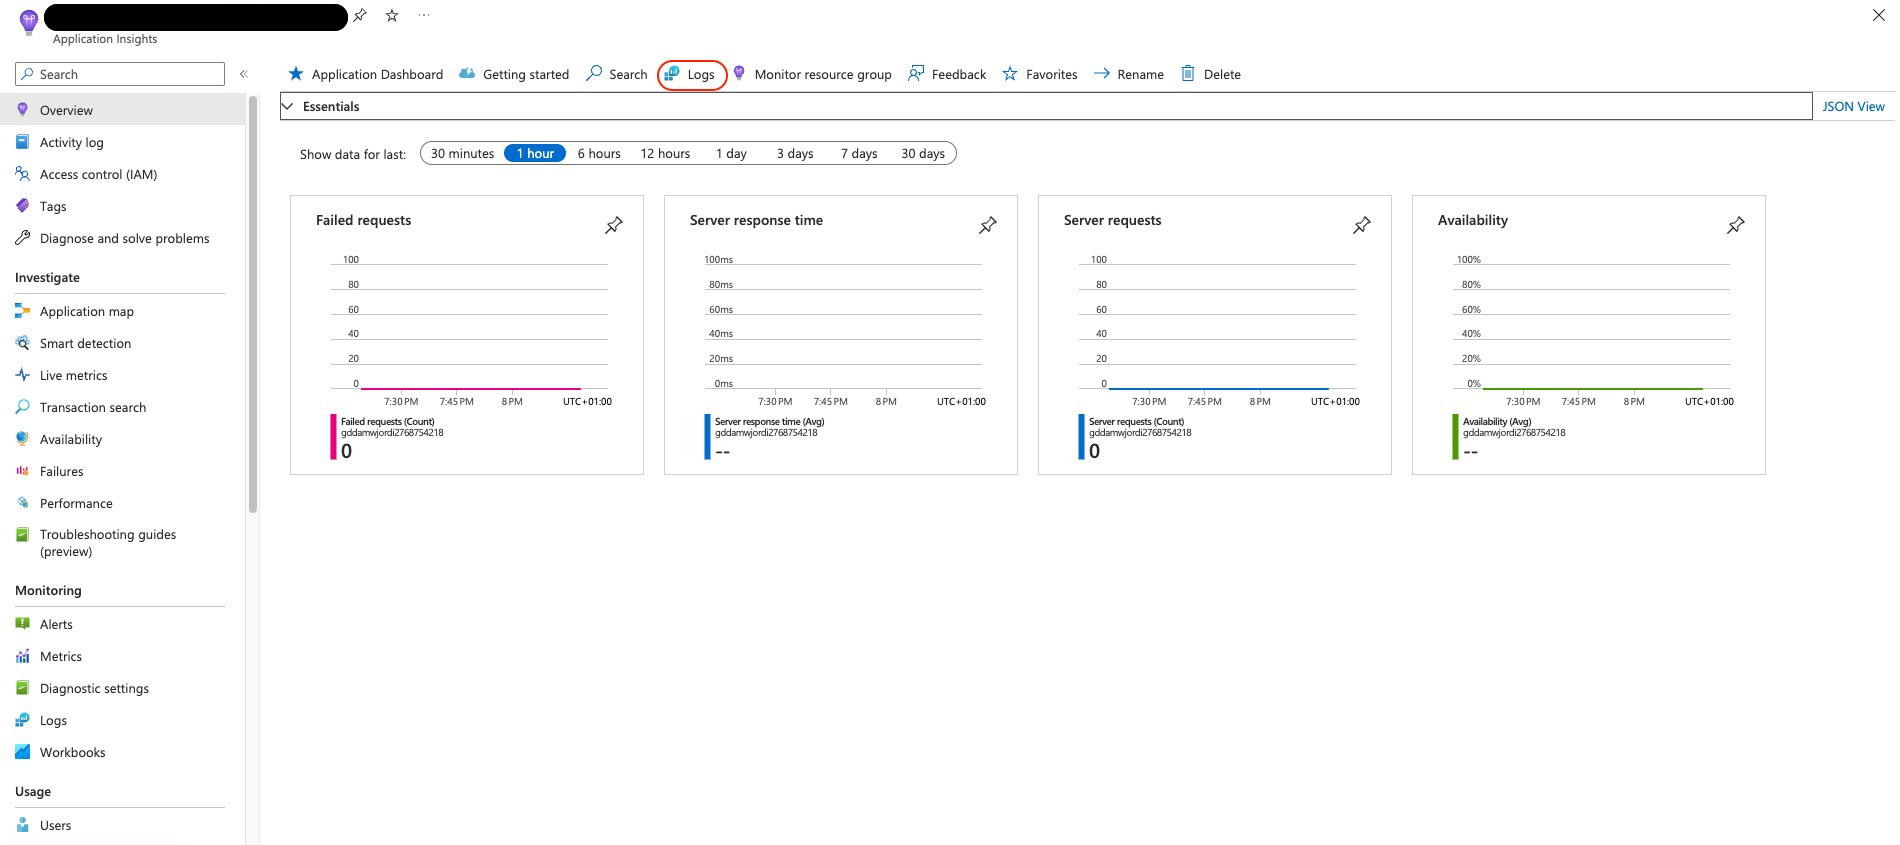 Application Insights
Search
«
Application Dashboard
Getting started
Search
Logs
Monitor resource group
Feedback
Favorites
Rename
Delete
Overview
Activity log
Access control (IAM)
Tags
Diagnose and solve problems
Investigate
Application map
Smart detection
Live metrics
Transaction search
Availability
Failures
Performance
Troubleshooting guides
(preview)
Monitoring
Alerts
Metrics
Diagnostic settings
Logs
Workbooks
Usage
Users
Essentials
JSON View
Show data for last:
30 minutes
1 hour
6 hours
12 hours
1 day
3 days
7 days
30 days
Failed requests
100
80
60
40
20
0
7:30 PM
7:45 PM
8 PM
UTC+01:00
Failed requests (Count)
gddamwjordi2768754218
0
Server response time
100ms
80ms
60ms
40ms
20ms
0ms
7:30 PM
7:45 PM
8 PM
UTC+01:00
Server response time (Avg)
gddamwjordi2768754218
--
Server requests
100
80
60
40
20
0
7:30 PM
7:45 PM
8 PM
UTC+01:00
Server requests (Count)
gddamwjordi2768754218
0
Availability
100%
80%
60%
40%
20%
0%
7:30 PM
7:45 PM
8 PM
UTC+01:00
Availability (Avg)
gddamwjordi2768754218
--